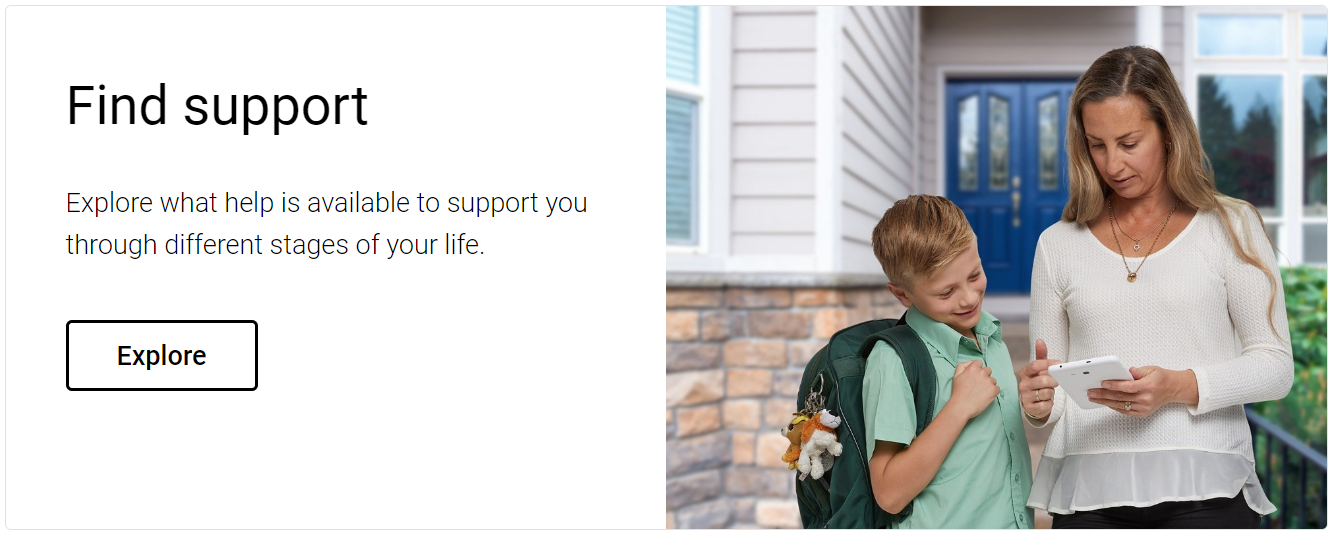 Find support
Explore what help is available to support you
through different stages of your life.
Explore